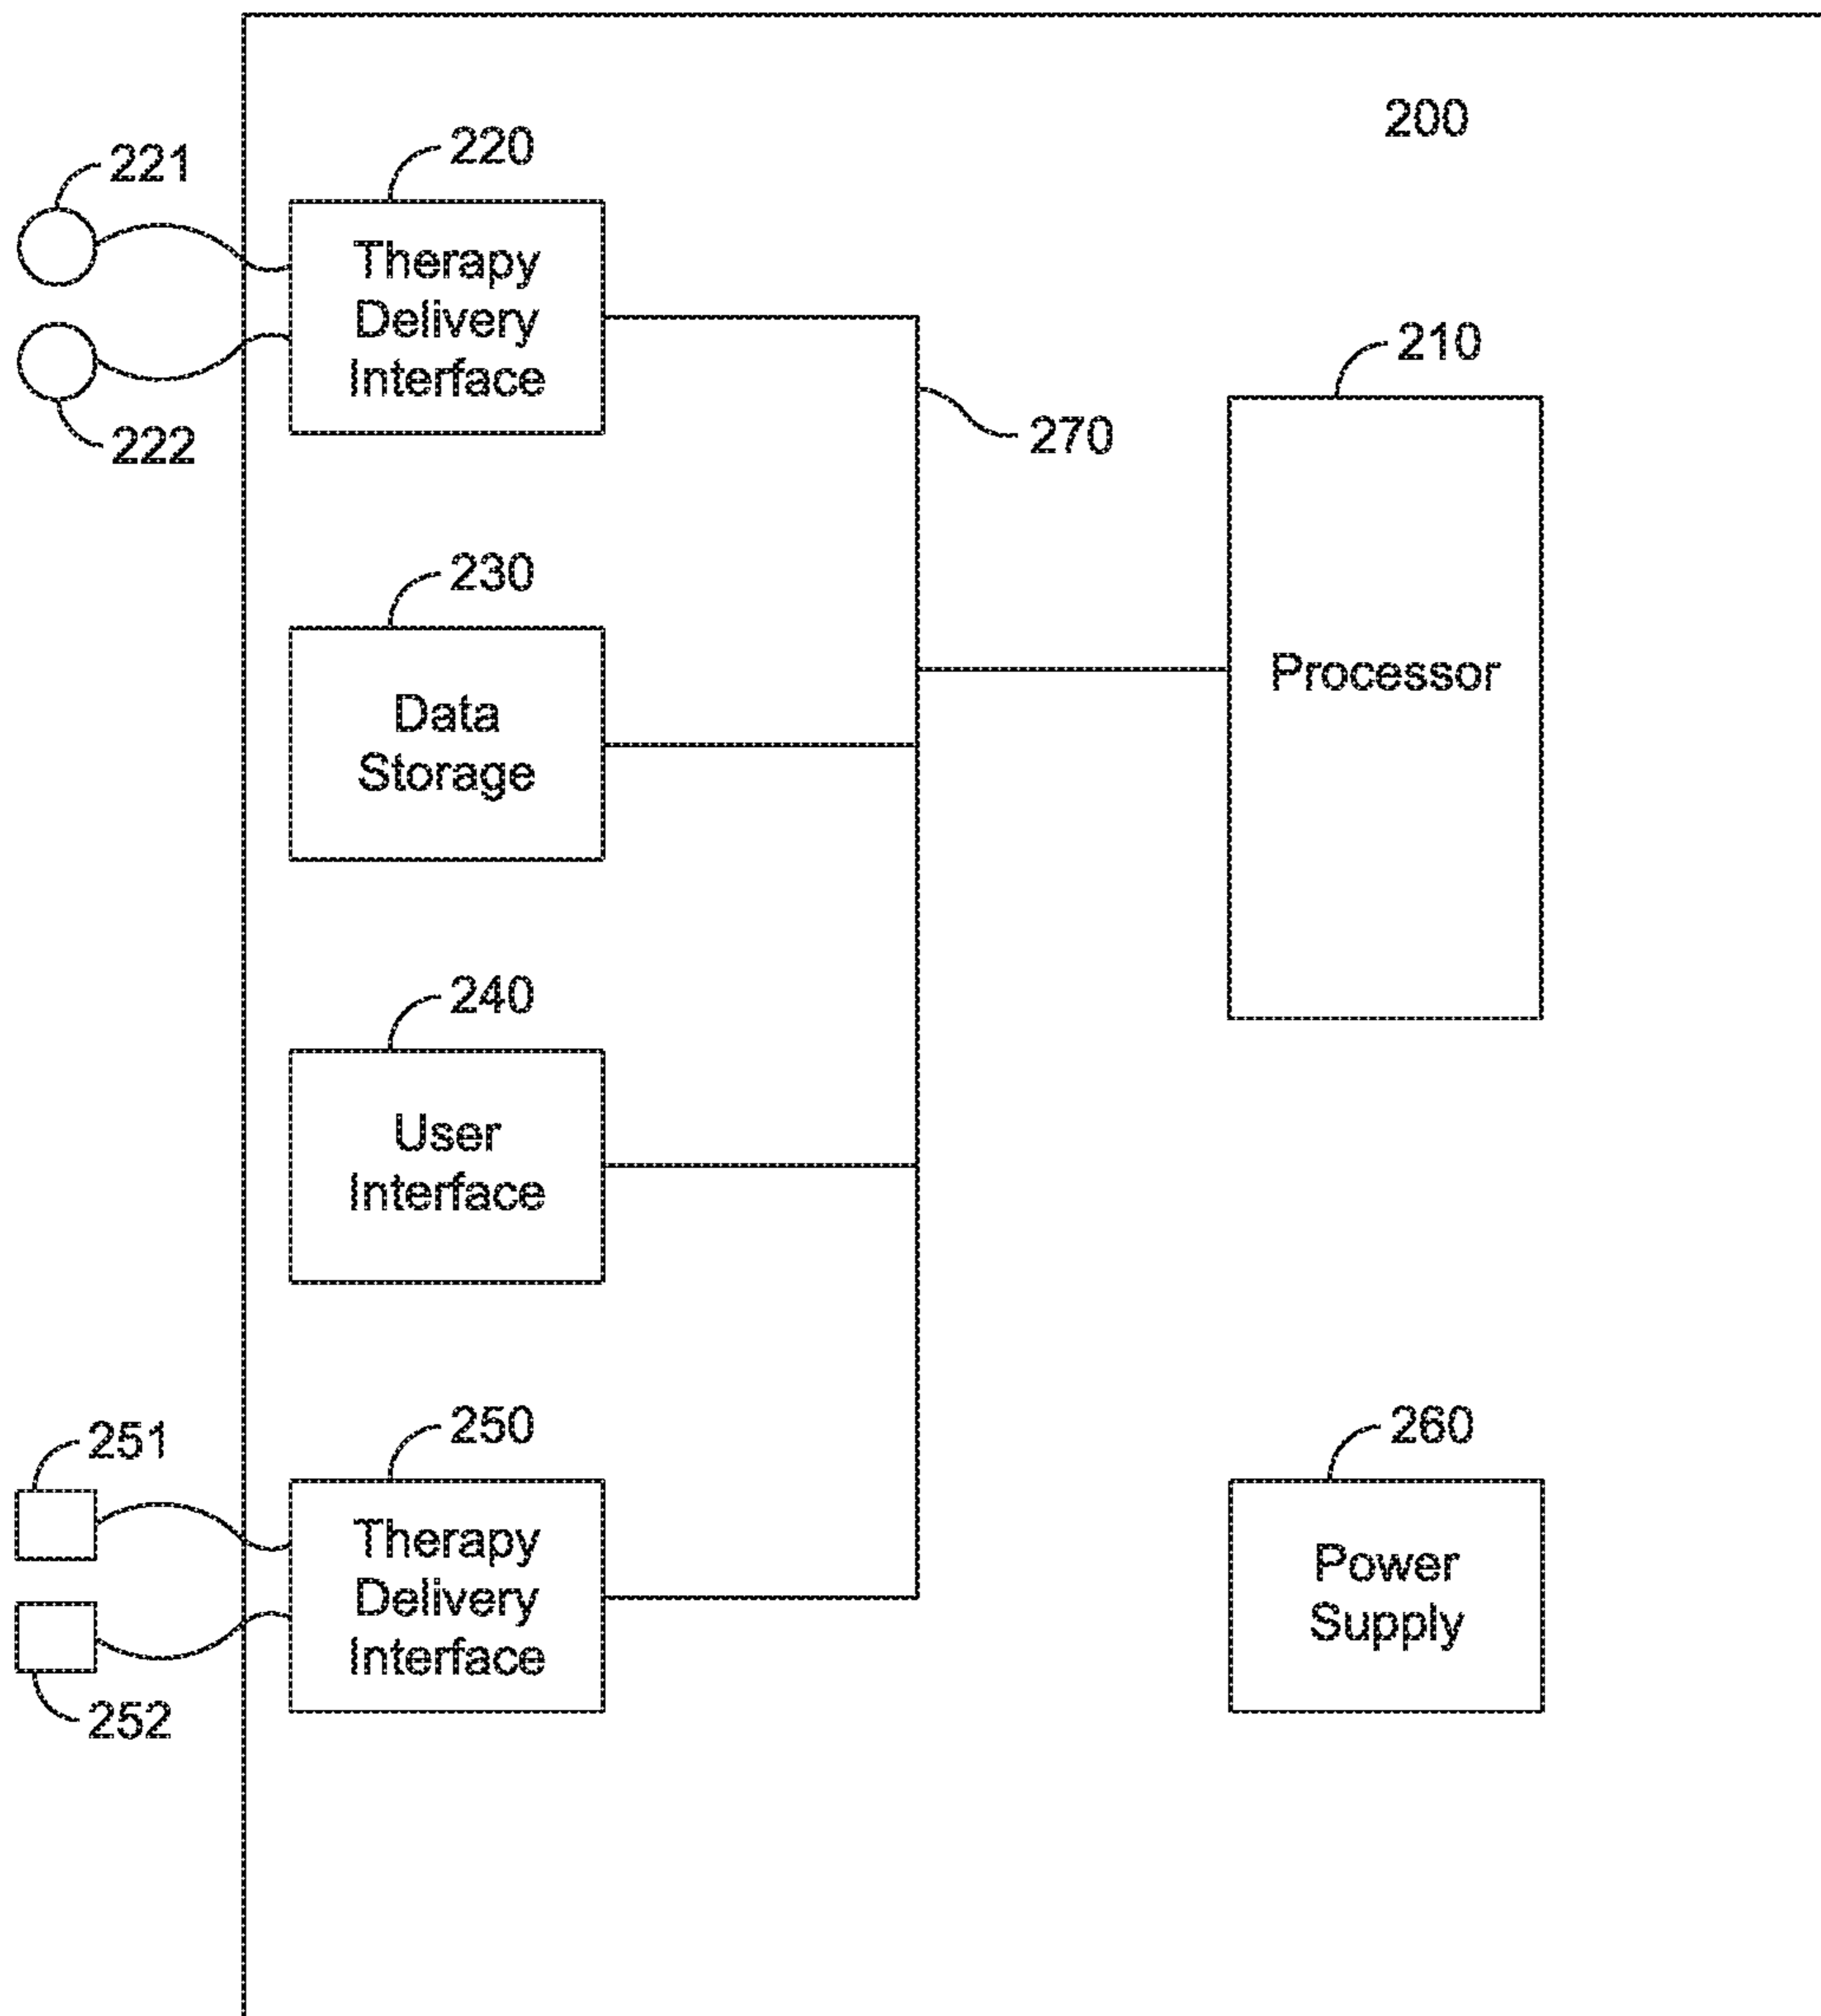 200
220
221
Therapy
Delivery
Interface
222
210
270
Processor
230
Data
Storage
240
User
Interface
250
251
Therapy
Delivery
Interface
252
260
Power
Supply